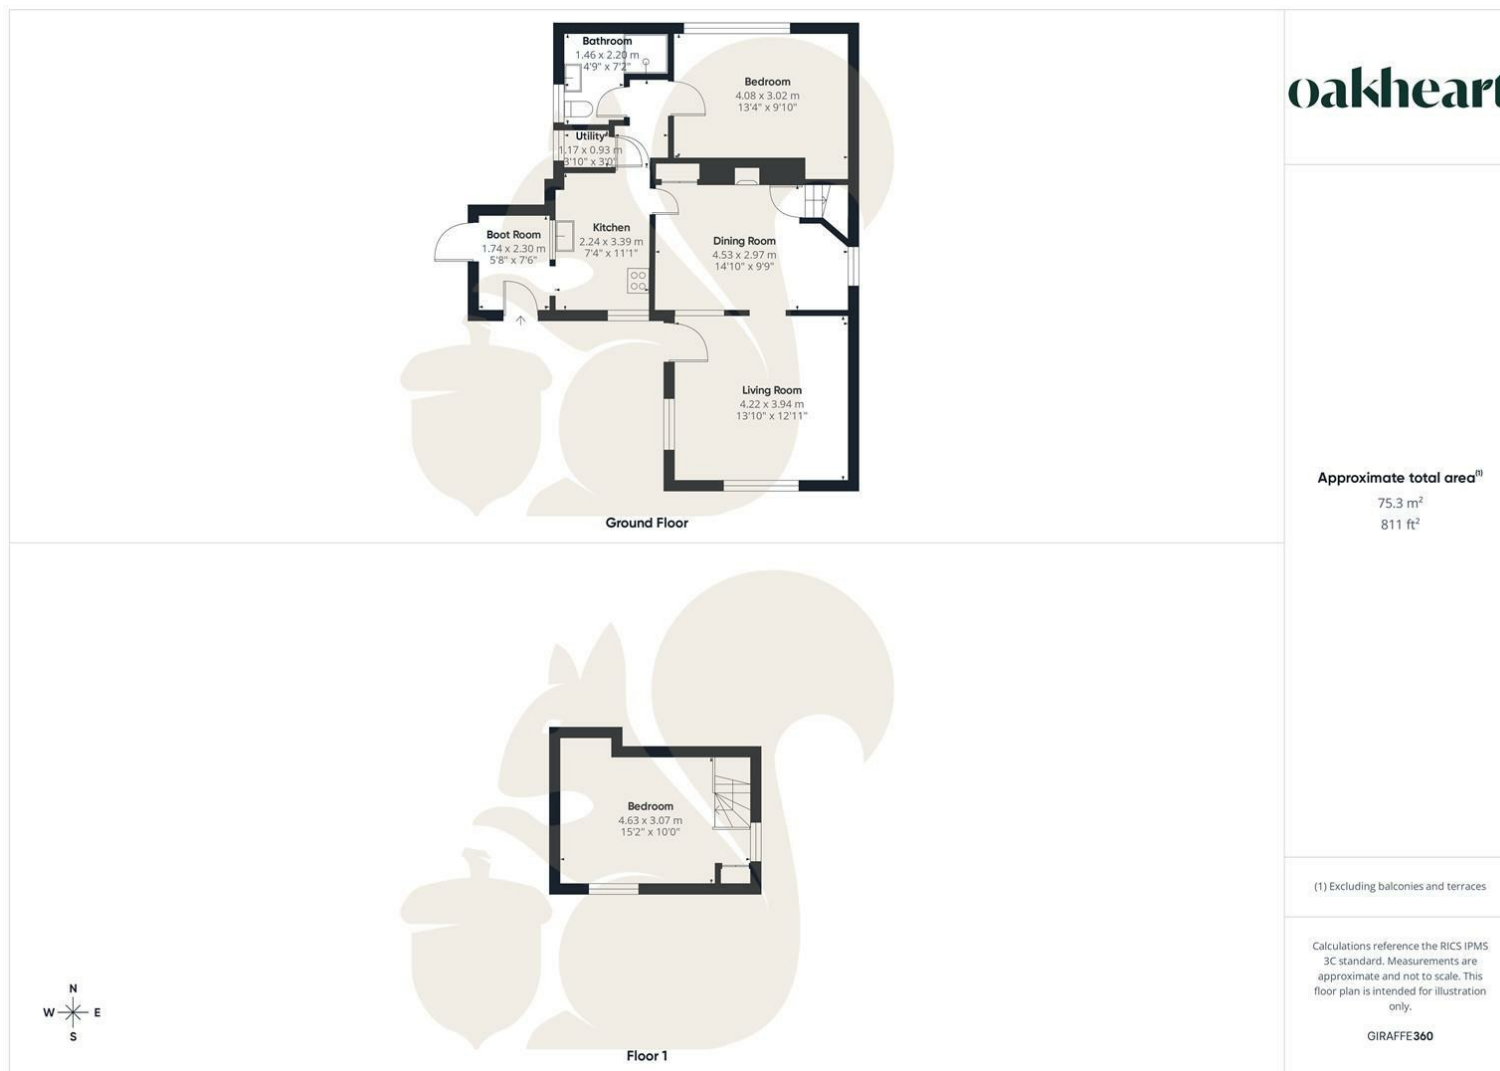 Bathroom
1.46 x 2.20 m
4'9" x 7'2"
Bedroom
4.08 x 3.02 m
13'4" x 9'10"
Utility
1.17 x 0.93 m
3'10" x 3'0"
Boot Room
1.74 x 2.30 m
5'8" x 7'6"
Kitchen
2.24 x 3.39 m
7'4" x 11'1"
Dining Room
4.53 x 2.97 m
14'10" x 9'9"
Living Room
4.22 x 3.94 m
13'10" x 12'11"
Ground Floor
Bedroom
4.63 x 3.07 m
15'2" x 10'0"
N
W E
S
Floor 1
oakheart
Approximate total area(1)
75.3 m²
811 ft²
(1) Excluding balconies and terraces
Calculations reference the RICS IPMS
3C standard. Measurements are
approximate and not to scale. This
floor plan is intended for illustration
only.
GIRAFFE360